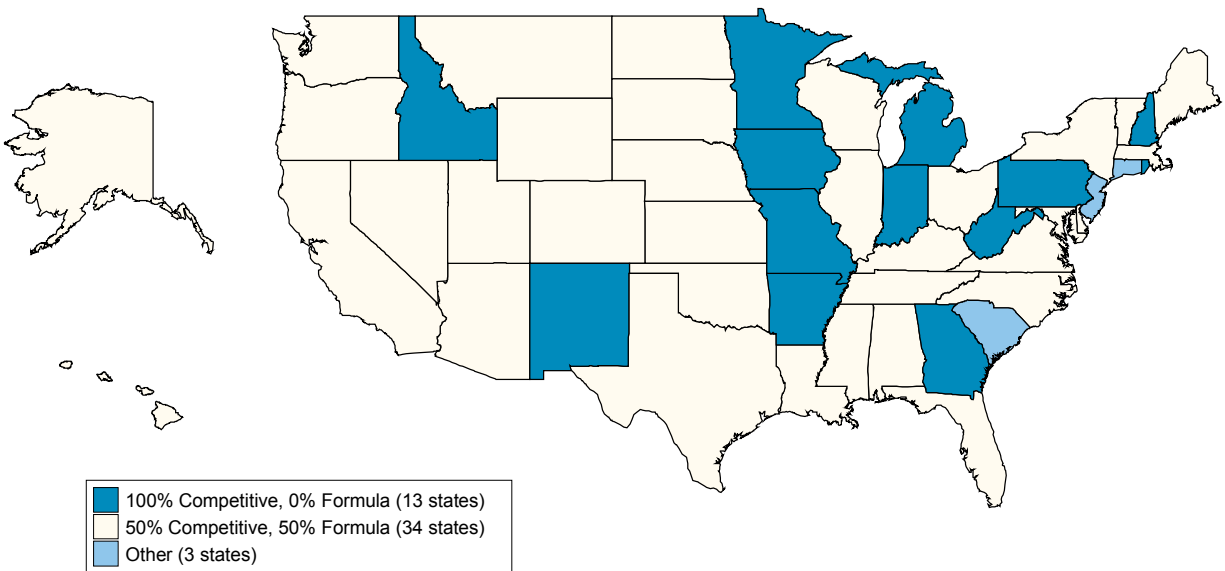 100% Competitive, 0% Formula (13 states)
50% Competitive, 50% Formula (34 states)
Other (3 states)